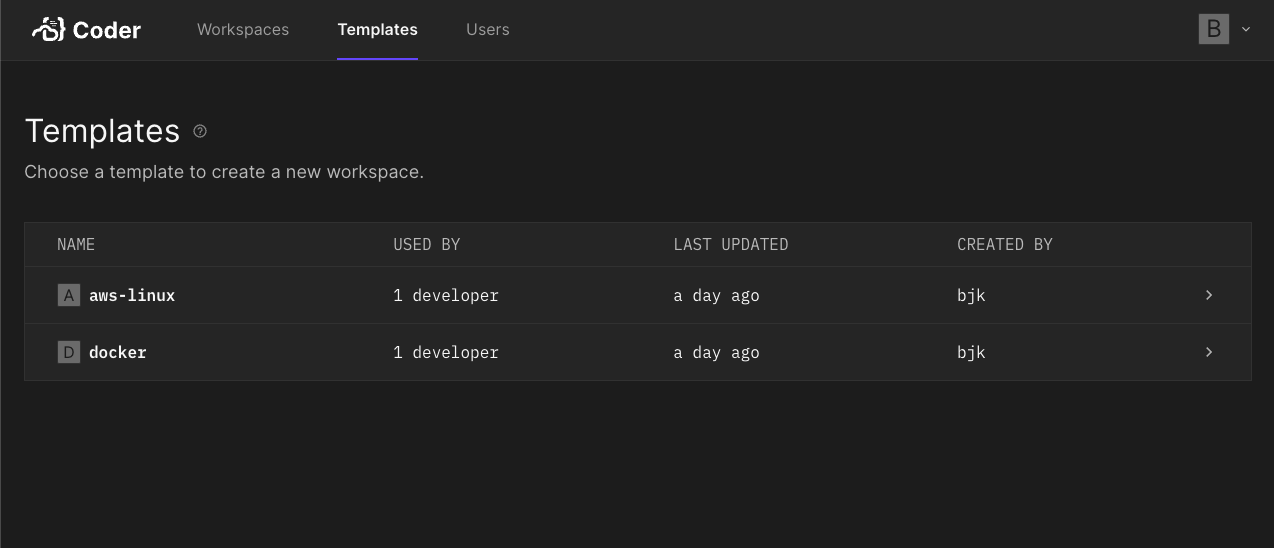 Coder Workspaces Templates Users B
Templates
Choose a template to create a new workspace.
NAME USED BY LAST UPDATED CREATED BY
A aws-linux 1 developer a day ago bjk
D docker 1 developer a day ago bjk